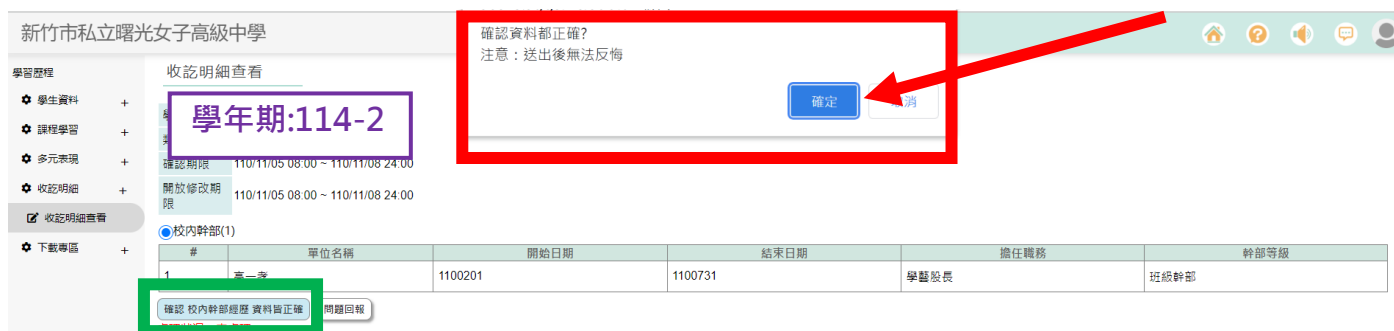 新竹市私立曙光女子高級中學
確認資料都正確?
注意：送出後無法反悔
確定
消
學習歷程
學生資料 +
課程學習 +
多元表現 +
收訖明細 +
收訖明細查看
下載專區 +
收訖明細查看
學年期:114-2
確認期限 110/11/05 08:00 ~ 110/11/08 24:00
開放修改期限 110/11/05 08:00 ~ 110/11/08 24:00
校內幹部(1)
# 單位名稱 開始日期 結束日期 擔任職務 幹部等級
1 高一孝 1100201 1100731 學藝股長 班級幹部
確認 校內幹部經歷 資料皆正確 問題回報